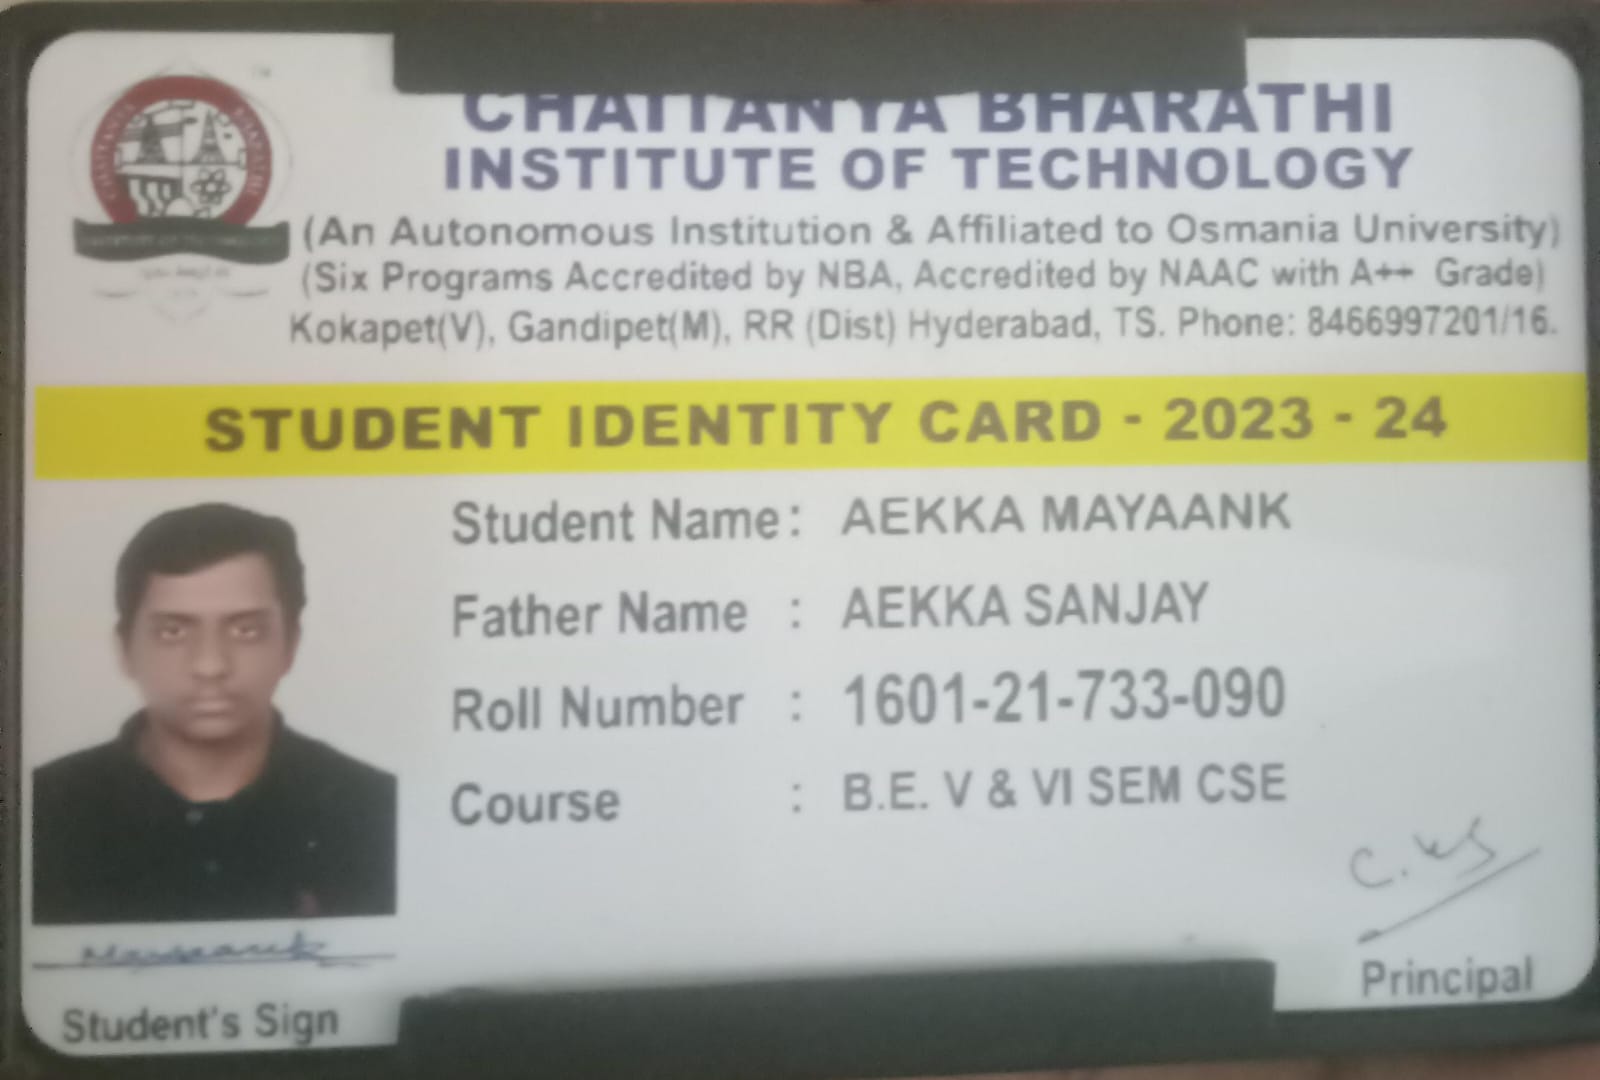 CHAITANYA BHARATHI
INSTITUTE OF TECHNOLOGY
(An Autonomous Institution & Affiliated to Osmania University)
(Six Programs Accredited by NBA, Accredited by NAAC with A++ Grade)
Kokapet(V), Gandipet(M), RR (Dist) Hyderabad, TS. Phone: 8466997201/16.
STUDENT IDENTITY CARD - 2023 - 24
Student Name : AEKKA MAYAANK
Father Name : AEKKA SANJAY
Roll Number : 1601-21-733-090
Course : B.E. V & VI SEM CSE
Principal
Student's Sign